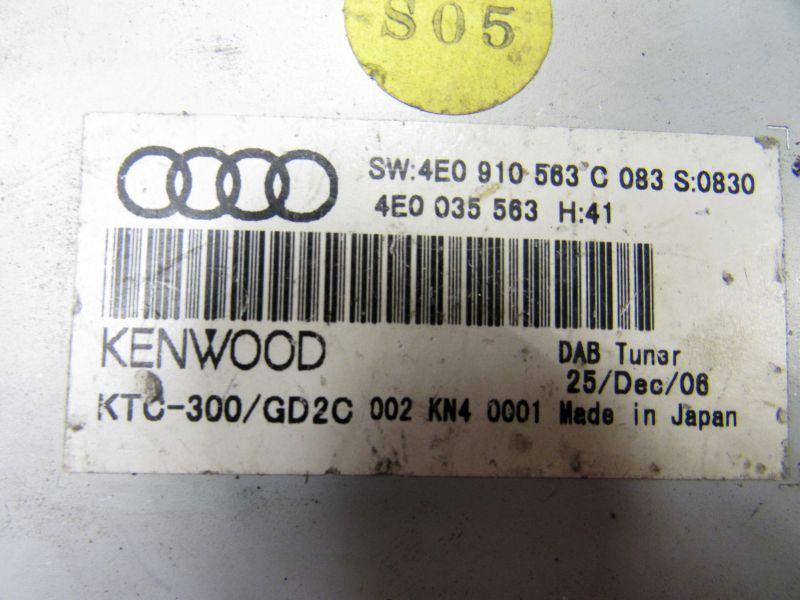 S05
SW:4E0 910 563 C 083 S:0830
4E0 035 563 H:41
KENWOOD
DAB Tuner
25/Dec/06
KTC-300/GD2C 002 KN4 0001 Made in Japan